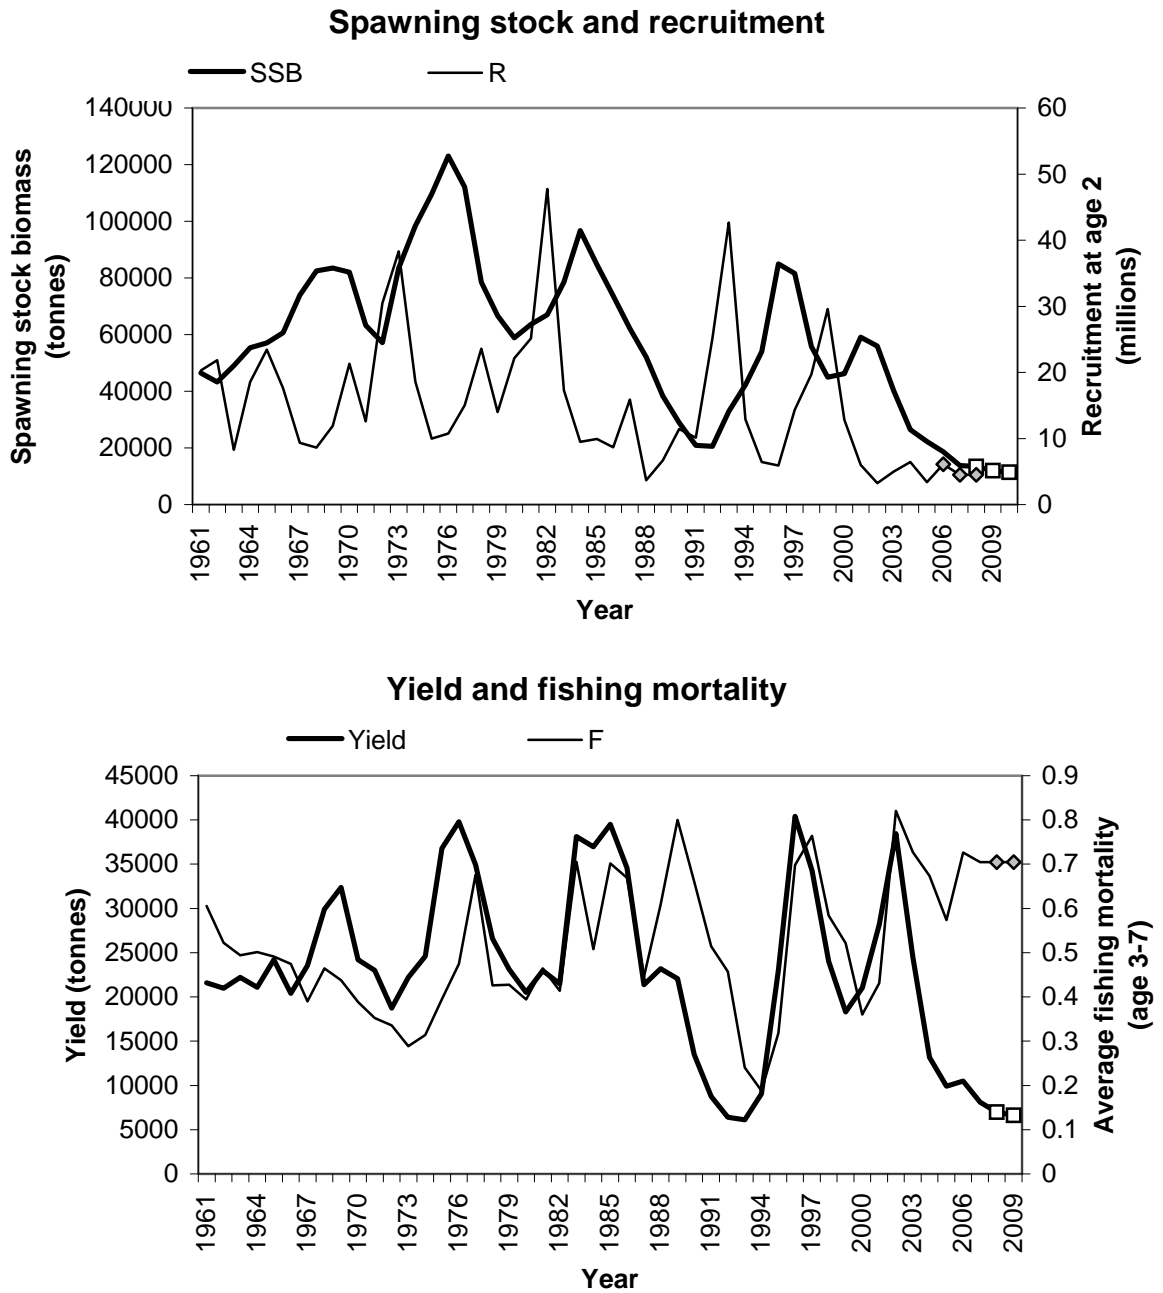 Spawning stock and recruitment
SSB R
140000
120000
100000
80000
60000
40000
20000
0
60
50
40
30
20
10
0
Spawning stock biomass
(tonnes)
Recruitment at age 2
(millions)
1961 1964 1967 1970 1973 1976 1979 1982 1985 1988 1991 1994 1997 2000 2003 2006 2009
Year
Yield and fishing mortality
Yield F
45000
40000
35000
30000
25000
20000
15000
10000
5000
0
0.9
0.8
0.7
0.6
0.5
0.4
0.3
0.2
0.1
0
Yield (tonnes)
Average fishing mortality
(age 3-7)
1961 1964 1967 1970 1973 1976 1979 1982 1985 1988 1991 1994 1997 2000 2003 2006 2009
Year